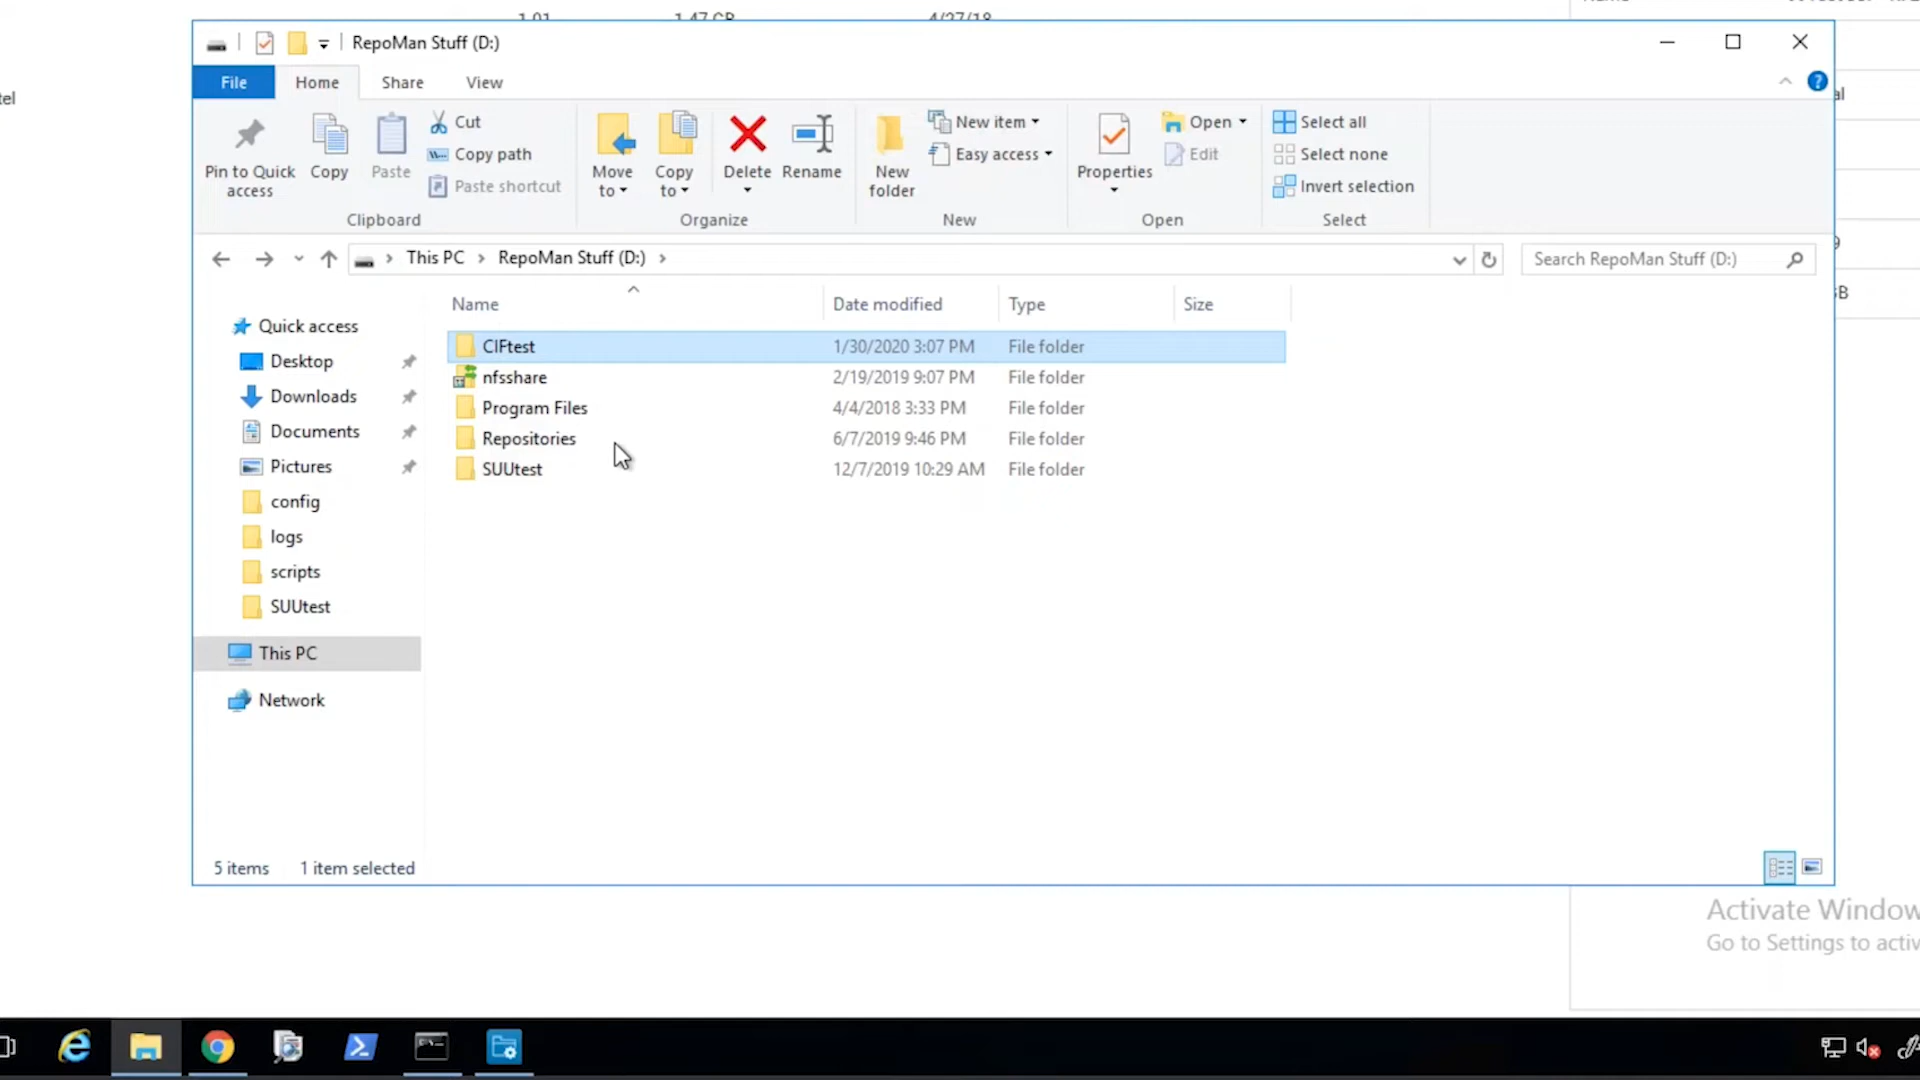 RepoMan Stuff (D:)
File Home Share View
Pin to Quick access
Copy
Paste
Cut
Copy path
Paste shortcut
Clipboard
Move to
Copy to
Delete
Rename
Organize
New folder
New item
Easy access
New
Properties
Open
Edit
Open
Select all
Select none
Invert selection
Select
This PC > RepoMan Stuff (D:) >
Search RepoMan Stuff (D:)
Name Date modified Type Size
CIFtest 1/30/2020 3:07 PM File folder
nfsshare 2/19/2019 9:07 PM File folder
Program Files 4/4/2018 3:33 PM File folder
Repositories 6/7/2019 9:46 PM File folder
SUUtest 12/7/2019 10:29 AM File folder
Quick access
Desktop
Downloads
Documents
Pictures
config
logs
scripts
SUUtest
This PC
Network
5 items 1 item selected
Activate Window
Go to Settings to activ